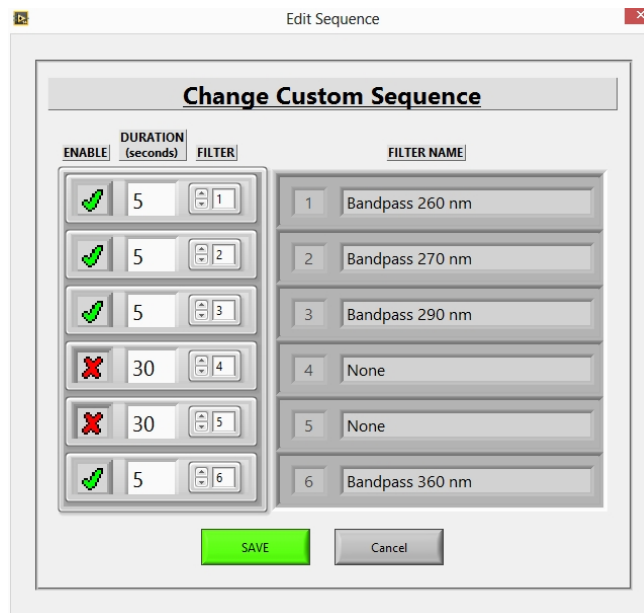 Edit Sequence
Change Custom Sequence
ENABLE DURATION (seconds) FILTER FILTER NAME
5 1 1 Bandpass 260 nm
5 2 2 Bandpass 270 nm
5 3 3 Bandpass 290 nm
30 4 4 None
30 5 5 None
5 6 6 Bandpass 360 nm
SAVE Cancel